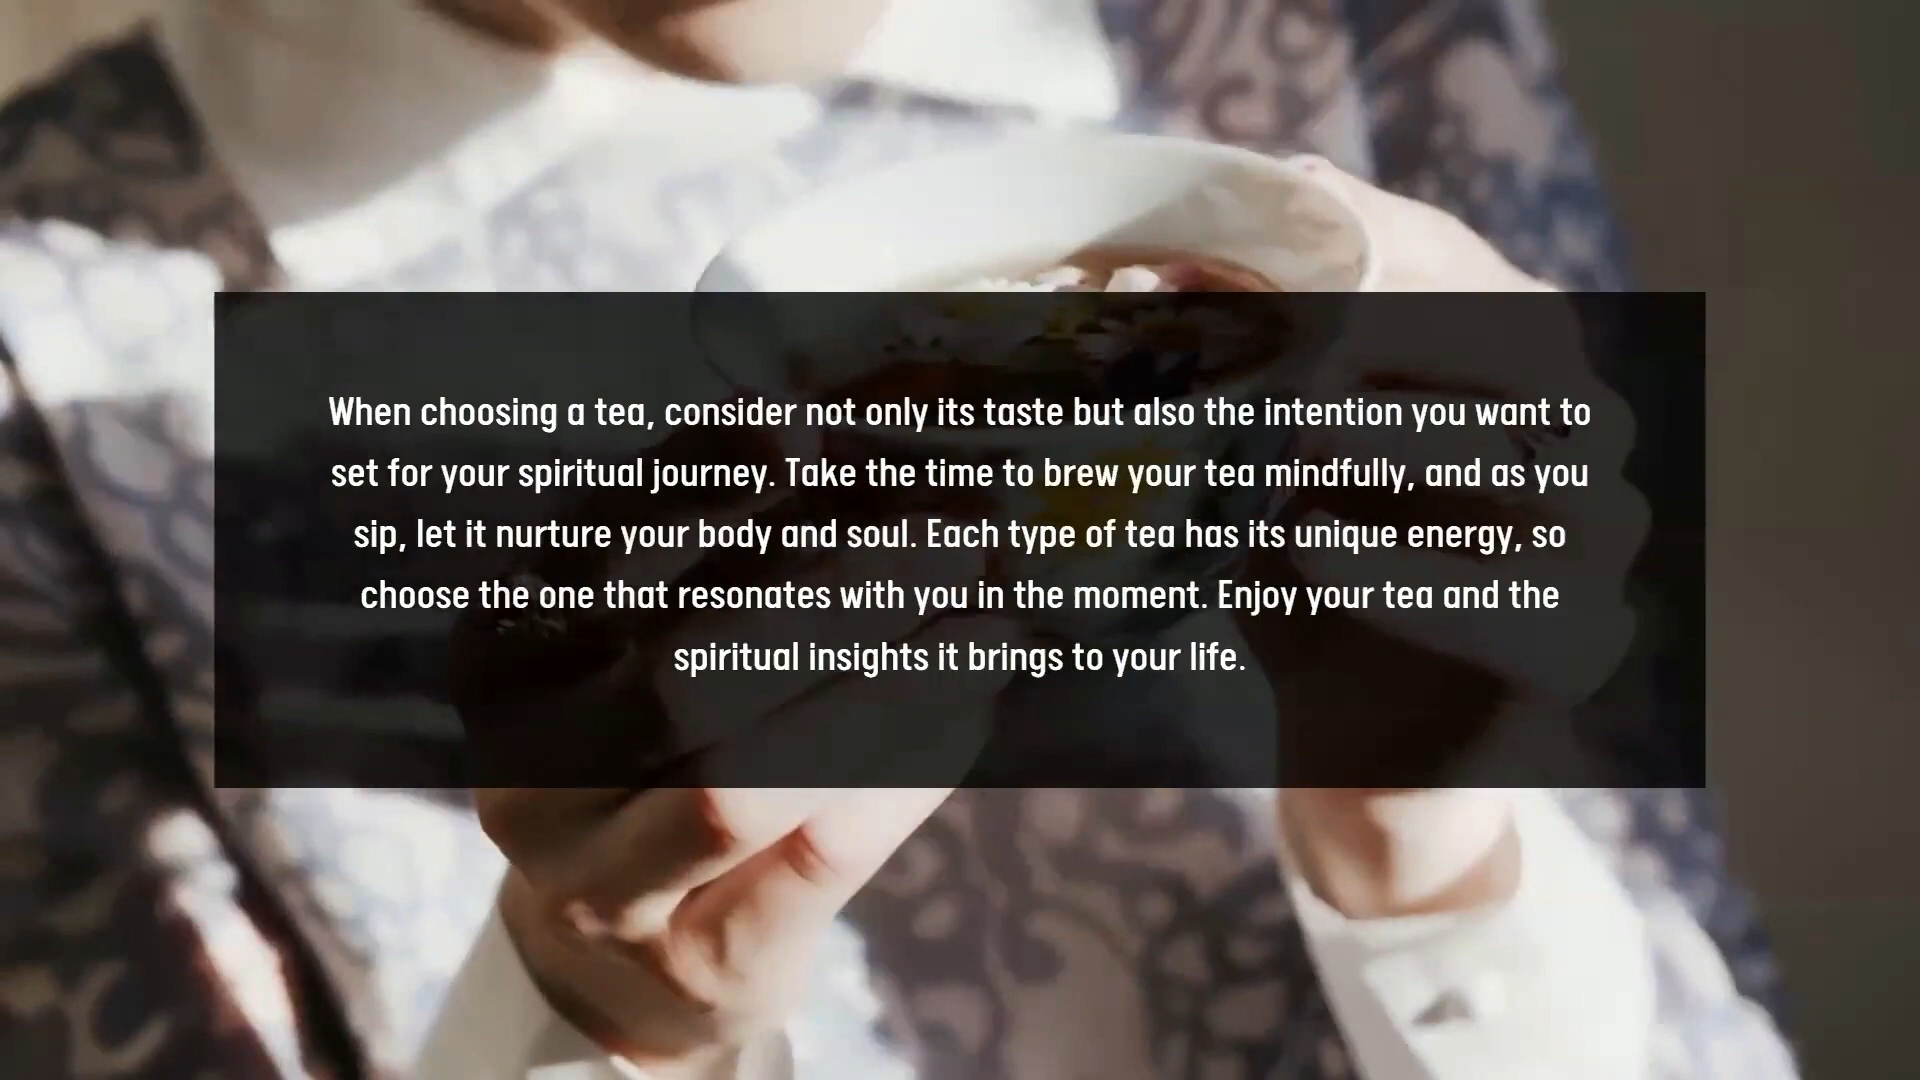 When choosing a tea, consider not only its taste but also the intention you want to
set for your spiritual journey. Take the time to brew your tea mindfully, and as you
sip, let it nurture your body and soul. Each type of tea has its unique energy, so
choose the one that resonates with you in the moment. Enjoy your tea and the
spiritual insights it brings to your life.